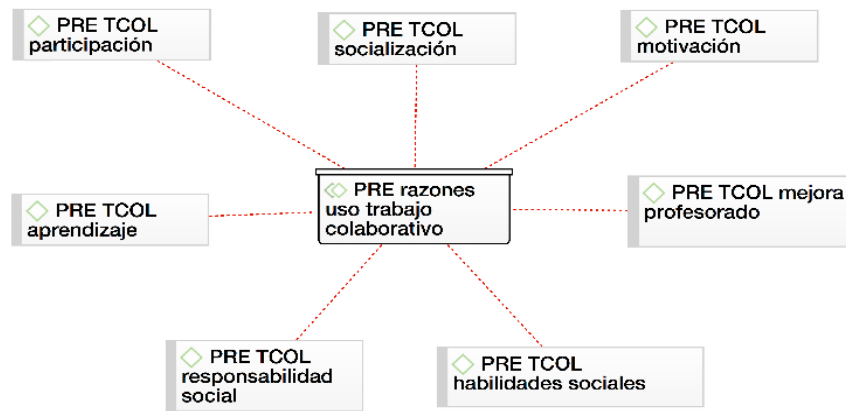 PRE TCOL
participación
PRE TCOL
socialización
PRE TCOL
motivación
PRE TCOL
aprendizaje
PRE razones
uso trabajo
colaborativo
PRE TCOL mejora
profesorado
PRE TCOL
responsabilidad
social
PRE TCOL
habilidades sociales